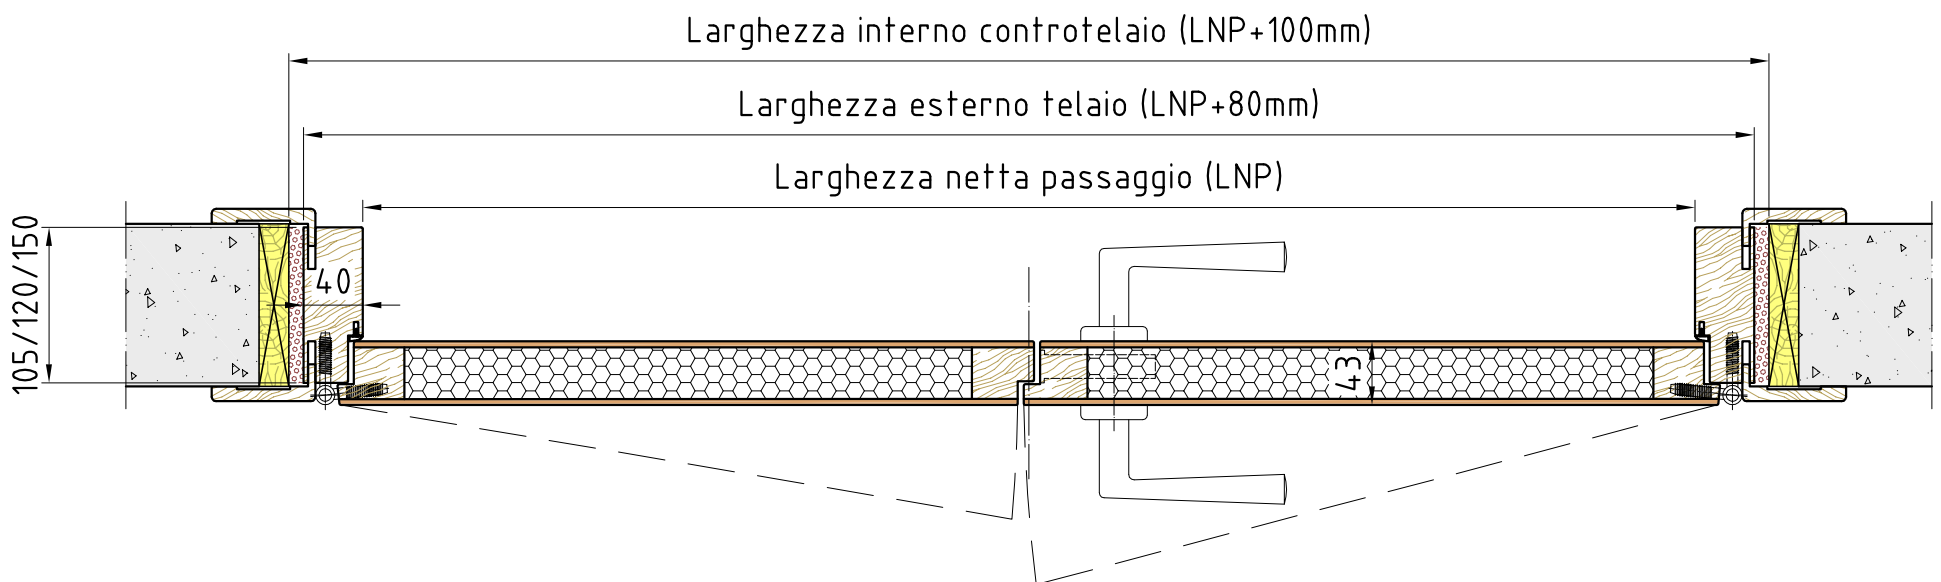 Larghezza interno controtelaio (LNP+100mm)
Larghezza esterno telaio (LNP+80mm)
Larghezza netta passaggio (LNP)
105/120/150
40
43